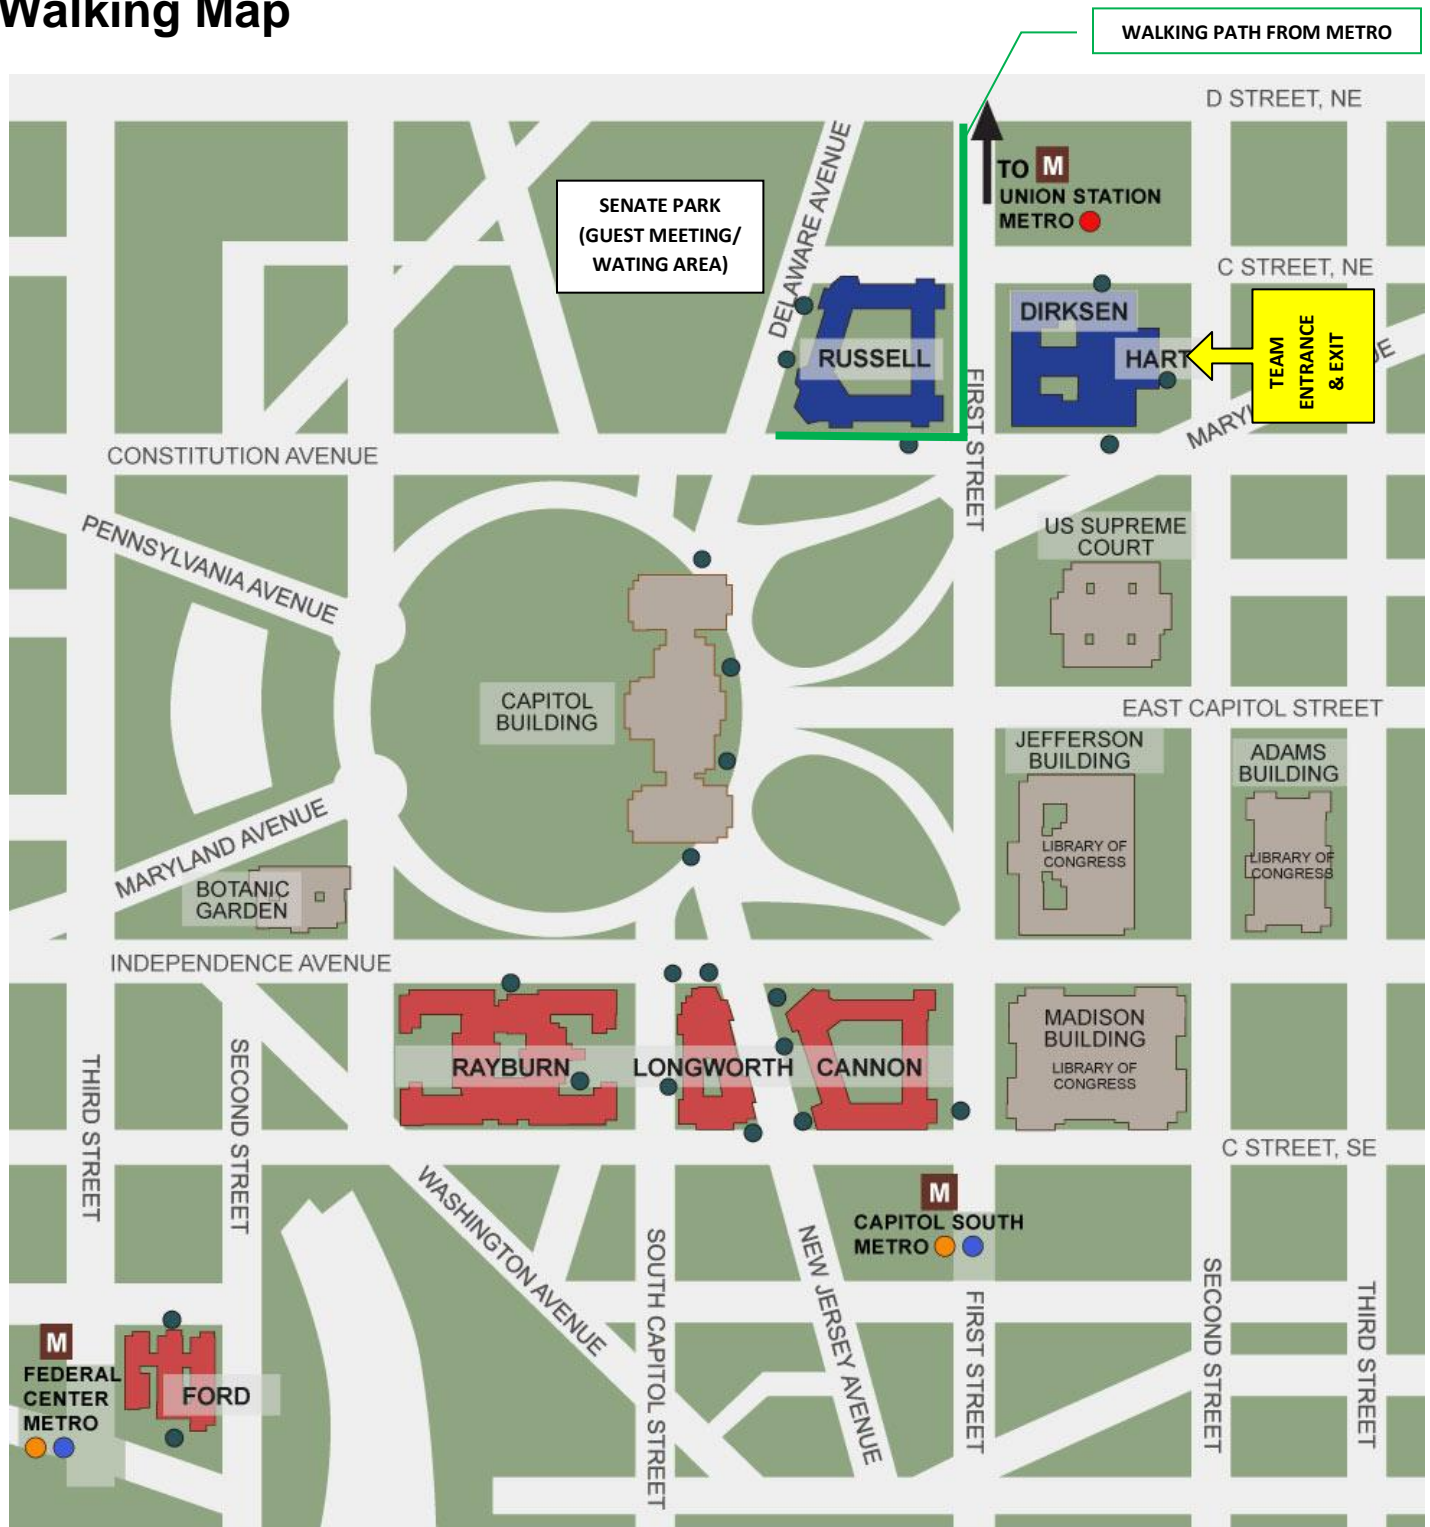 Walking Map
WALKING PATH FROM METRO
D STREET, NE
DELAWARE AVENUE
TO M
UNION STATION
METRO
SENATE PARK
(GUEST MEETING/
WATING AREA)
C STREET, NE
DIRKSEN
RUSSELL
HART
TEAM
ENTRANCE
& EXIT
FIRST STREET
MARYL
UE
CONSTITUTION AVENUE
PENNSYLVANIA AVENUE
US SUPREME
COURT
CAPITOL
BUILDING
EAST CAPITOL STREET
JEFFERSON
BUILDING
LIBRARY OF
CONGRESS
ADAMS
BUILDING
LIBRARY OF
CONGRESS
MARYLAND AVENUE
BOTANIC
GARDEN
INDEPENDENCE AVENUE
RAYBURN
LONGWORTH
CANNON
MADISON
BUILDING
LIBRARY OF
CONGRESS
THIRD STREET
SECOND STREET
C STREET, SE
WASHINGTON AVENUE
SOUTH CAPITOL STREET
NEW JERSEY AVENUE
M
CAPITOL SOUTH
METRO
FIRST STREET
SECOND STREET
THIRD STREET
M
FEDERAL
CENTER
METRO
FORD